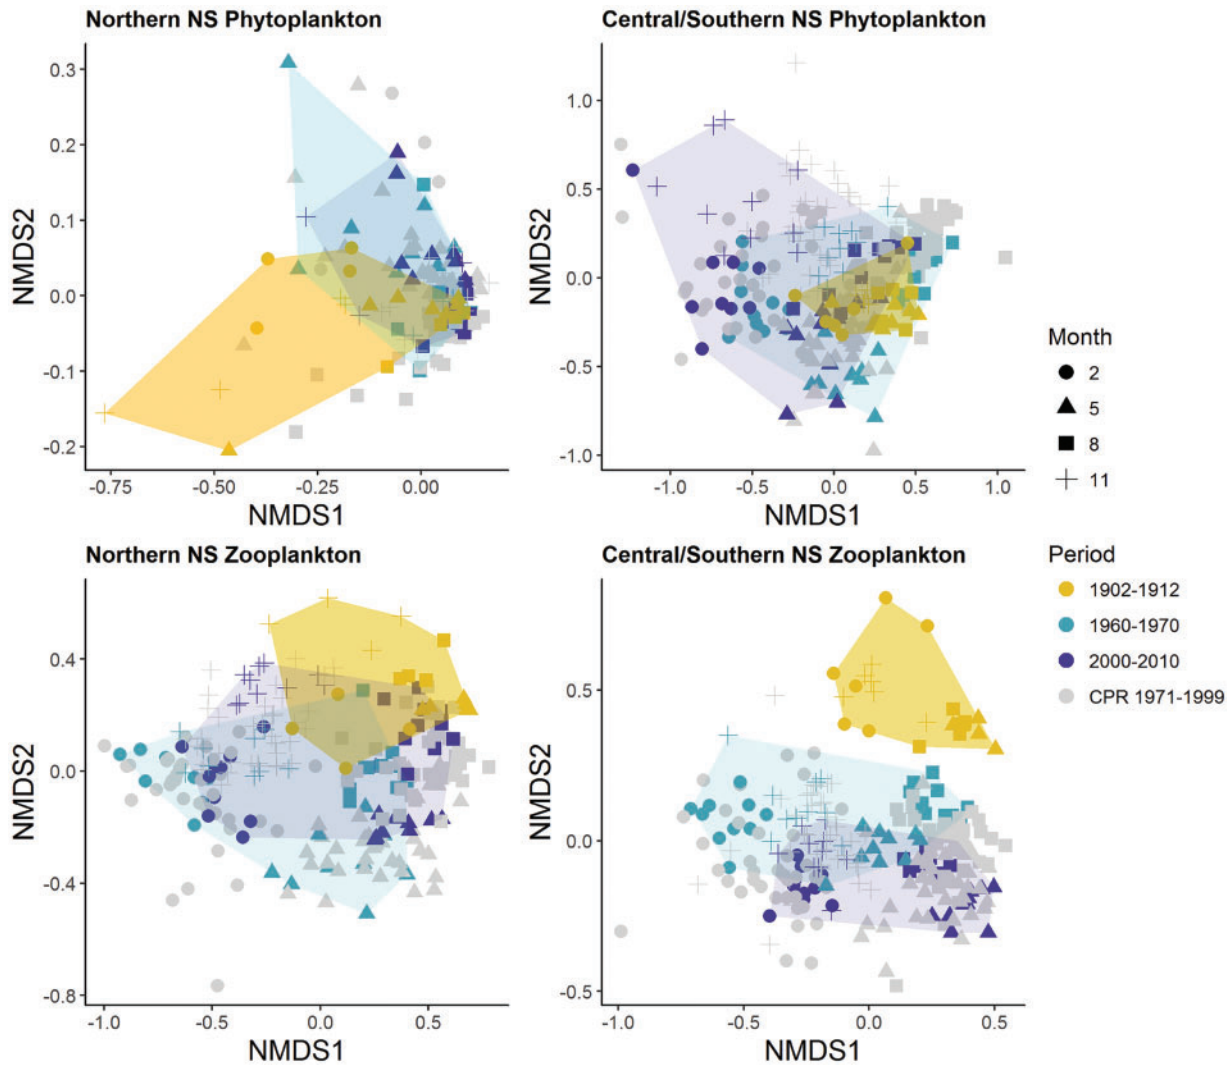 Northern NS Phytoplankton
0.3
0.2
0.1
0.0
-0.1
-0.2
NMDS2
-0.75
-0.50
-0.25
0.00
NMDS1
Central/Southern NS Phytoplankton
1.0
0.5
0.0
-0.5
-1.0
NMDS2
-1.0
-0.5
0.0
0.5
1.0
NMDS1
Month
2
5
8
11
Northern NS Zooplankton
0.4
0.0
-0.4
-0.8
NMDS2
-1.0
-0.5
0.0
0.5
NMDS1
Central/Southern NS Zooplankton
0.5
0.0
-0.5
NMDS2
-1.0
-0.5
0.0
0.5
NMDS1
Period
1902-1912
1960-1970
2000-2010
CPR 1971-1999